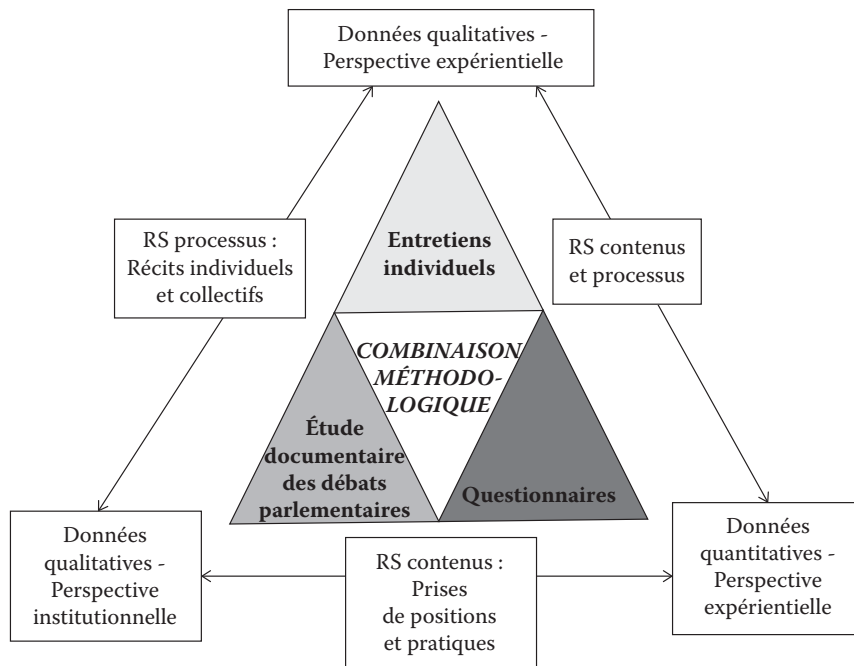 Données qualitatives -
Perspective expérientielle
RS processus :
Récits individuels
et collectifs
Entretiens
individuels
RS contenus
et processus
COMBINAISON
MÉTHODO-
LOGIQUE
Étude
documentaire
des débats
parlementaires
Questionnaires
Données
qualitatives -
Perspective
institutionnelle
RS contenus :
Prises
de positions
et pratiques
Données
quantitatives -
Perspective
expérientielle